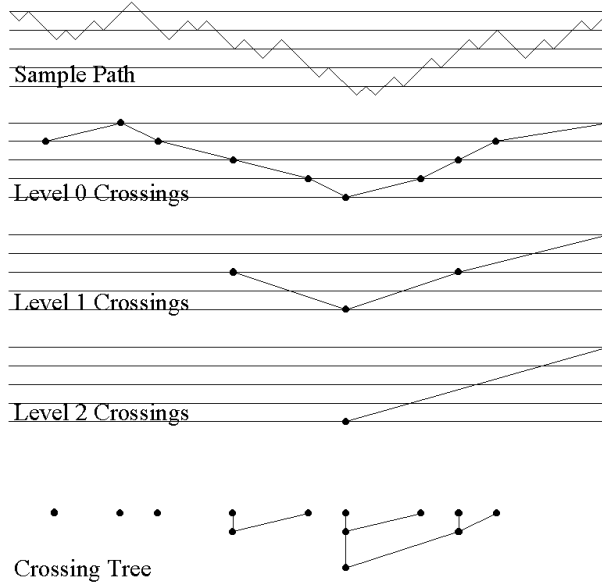 Sample Path
Level 0 Crossings
Level 1 Crossings
Level 2 Crossings
Crossing Tree